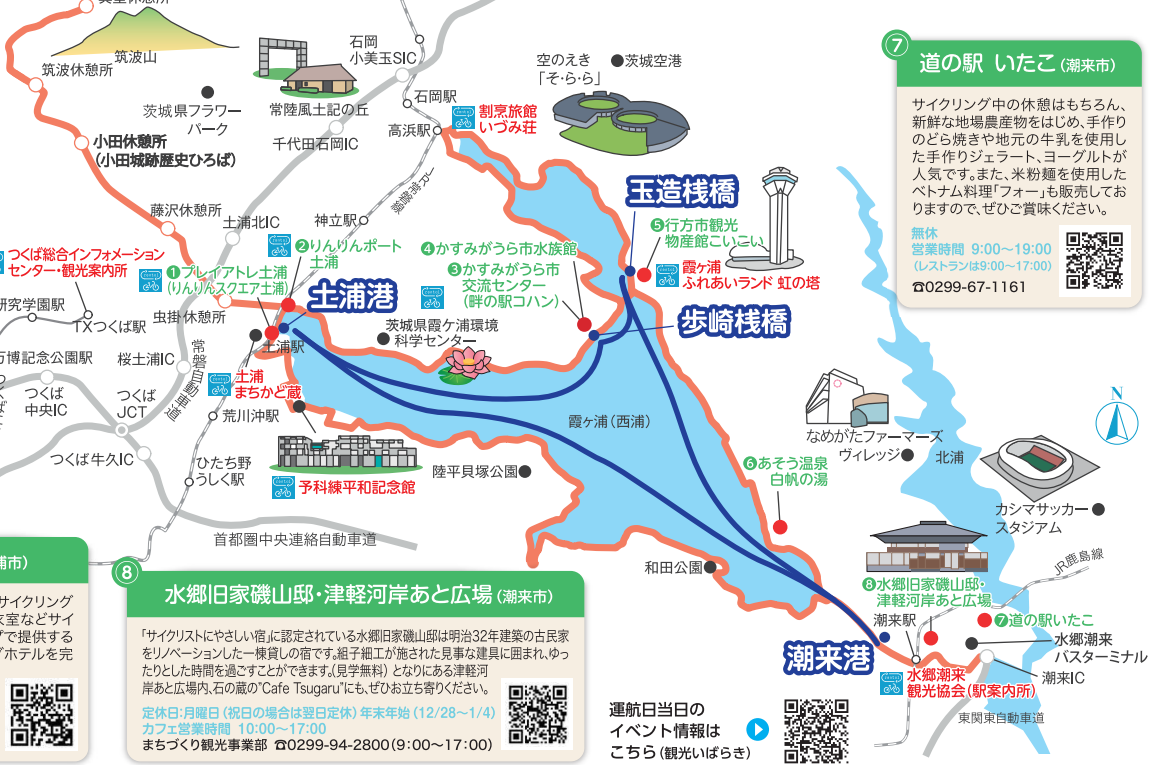 筑波山
筑波休憩所
茨城県フラワー
パーク
小田休憩所
(小田城跡歴史ひろば)
藤沢休憩所
常陸風土記の丘
石岡
小美玉SIC
石岡駅
高浜駅
千代田石岡IC
JR常磐線
割烹旅館
いづみ荘
空のえき
「そ・ら・ら」
茨城空港
土浦北IC
神立駅
つくば総合インフォメーション
センター・観光案内所
❶プレイアトレ土浦
(りんりんスクエア土浦)
❷りんりんポート
土浦
❹かすみがうら市水族館
❸かすみがうら市
交流センター
(畔の駅コハン)
玉造桟橋
❺行方市観光
物産館こいこい
霞ヶ浦
ふれあいランド 虹の塔
土浦港
歩崎桟橋
研究学園駅
TXつくば駅
虫掛休憩所
土浦駅
茨城県霞ケ浦環境
科学センター
万博記念公園駅
桜土浦IC
常磐自動車道
つくば
中央IC
つくば
JCT
土浦
まちかど蔵
荒川沖駅
つくば牛久IC
ひたち野
うしく駅
予科練平和記念館
陸平貝塚公園
霞ヶ浦(西浦)
首都圏中央連絡自動車道
❻あそう温泉
白帆の湯
和田公園
なめがたファーマーズ
ヴィレッジ
北浦
N
カシマサッカー
スタジアム
JR鹿島線
❽水郷旧家磯山邸・
津軽河岸あと広場
潮来駅
❼道の駅いたこ
水郷潮来
バスターミナル
潮来IC
潮来港
水郷潮来
観光協会(駅案内所)
東関東自動車道
⑦
道の駅 いたこ(潮来市)
サイクリング中の休憩はもちろん、
新鮮な地場農産物をはじめ、手作り
のどら焼きや地元の牛乳を使用し
た手作りジェラート、ヨーグルトが
人気です。また、米粉麺を使用した
ベトナム料理「フォー」も販売してお
りますので、ぜひご賞味ください。
無休
営業時間 9:00〜19:00
(レストランは9:00〜17:00)
☎0299-67-1161
浦市)
サイクリング
室などサイ
プで提供する
グホテルを完
⑧
水郷旧家磯山邸・津軽河岸あと広場(潮来市)
「サイクリストにやさしい宿」に認定されている水郷旧家磯山邸は明治32年建築の古民家
をリノベーションした一棟貸しの宿です。組子細工が施された見事な建具に囲まれ、ゆっ
たりとした時間を過ごすことができます。(見学無料) となりにある津軽河
岸あと広場内、石の蔵の"Cafe Tsugaru"にも、ぜひお立ち寄りください。
定休日:月曜日(祝日の場合は翌日定休)年末年始(12/28〜1/4)
カフェ営業時間 10:00〜17:00
まちづくり観光事業部 ☎0299-94-2800(9:00〜17:00)
運航日当日の
イベント情報は
こちら(観光いばらき)